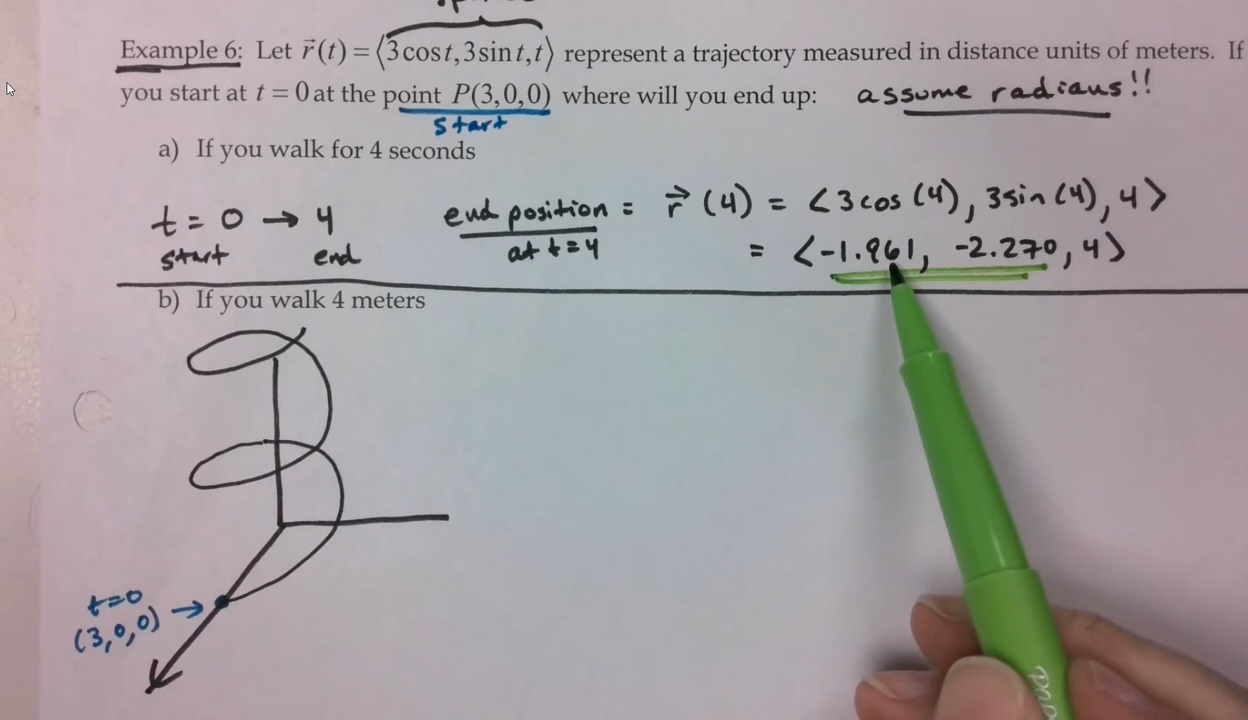 Example 6: Let r⃗(t) = ⟨3cost, 3sint, t⟩ represent a trajectory measured in distance units of meters. If
you start at t = 0 at the point P(3,0,0) where will you end up: assume radians!!
start
a) If you walk for 4 seconds
t = 0 → 4
start end
end position = r⃗(4) = <3cos(4), 3sin(4), 4>
at t=4
= <-1.961, -2.270, 4>
b) If you walk 4 meters
t=0
(3,0,0) →